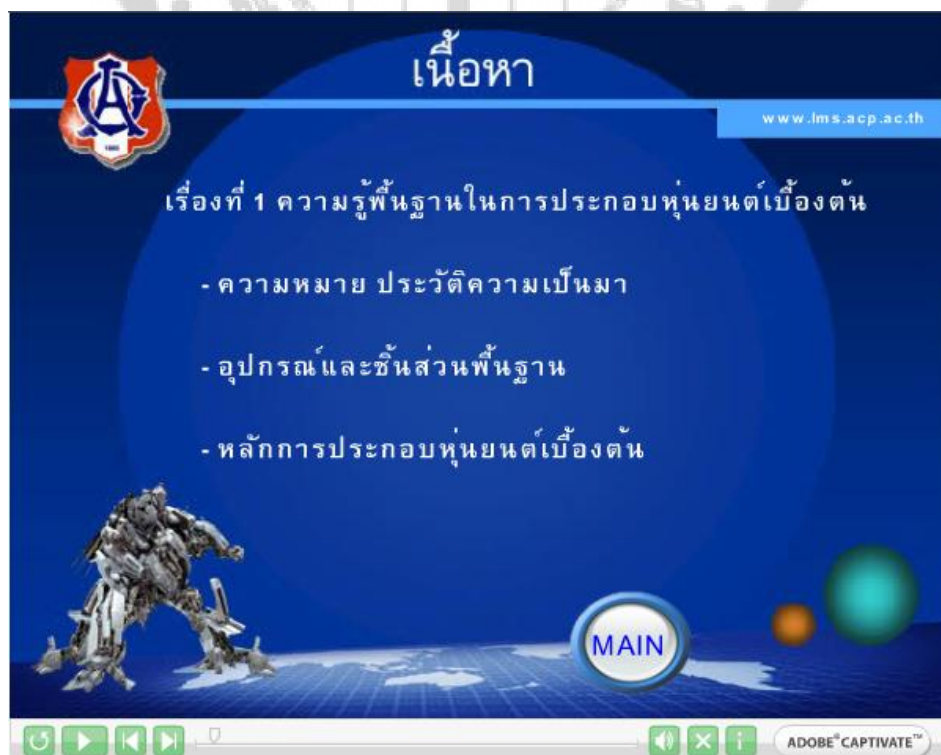 เนื้อหา
www.lms.acp.ac.th
เรื่องที่ 1 ความรู้พื้นฐานในการประกอบหุ่นยนต์เบื้องต้น
- ความหมาย ประวัติความเป็นมา
- อุปกรณ์และชิ้นส่วนพื้นฐาน
- หลักการประกอบหุ่นยนต์เบื้องต้น
MAIN
ADOBE® CAPTIVATE™